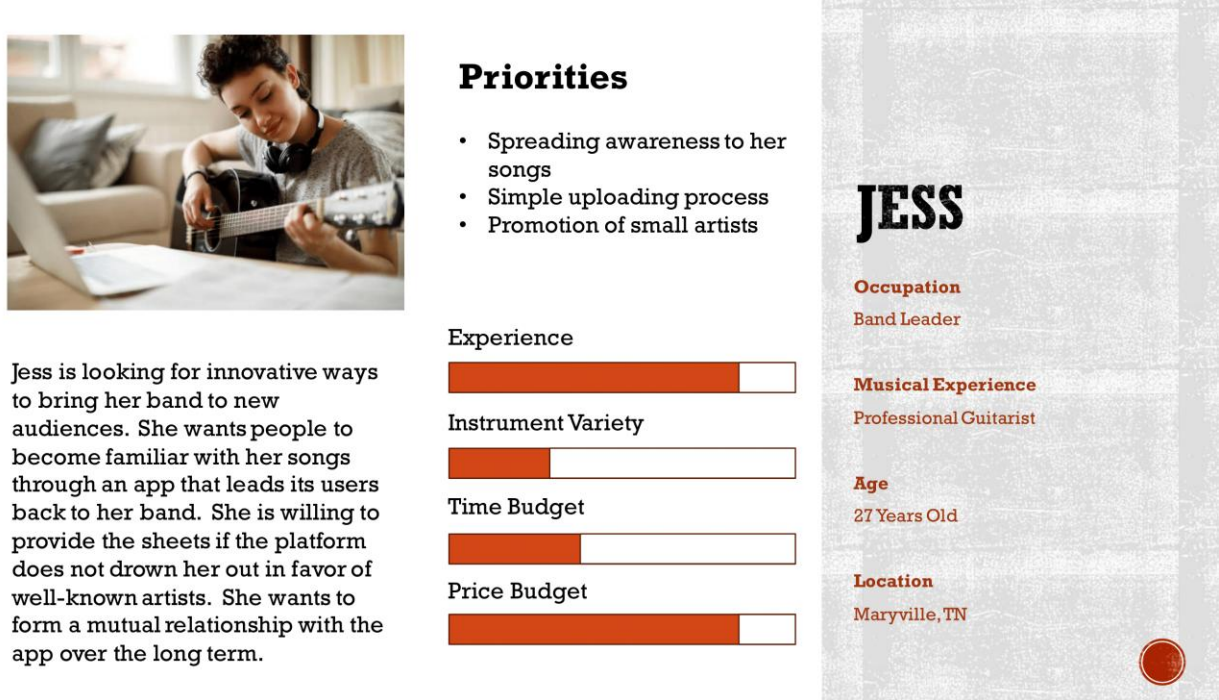 Priorities
• Spreading awareness to her
songs
• Simple uploading process
• Promotion of small artists
Jess is looking for innovative ways
to bring her band to new
audiences. She wants people to
become familiar with her songs
through an app that leads its users
back to her band. She is willing to
provide the sheets if the platform
does not drown her out in favor of
well-known artists. She wants to
form a mutual relationship with the
app over the long term.
Experience
Instrument Variety
Time Budget
Price Budget
JESS
Occupation
Band Leader
Musical Experience
Professional Guitarist
Age
27 Years Old
Location
Maryville, TN